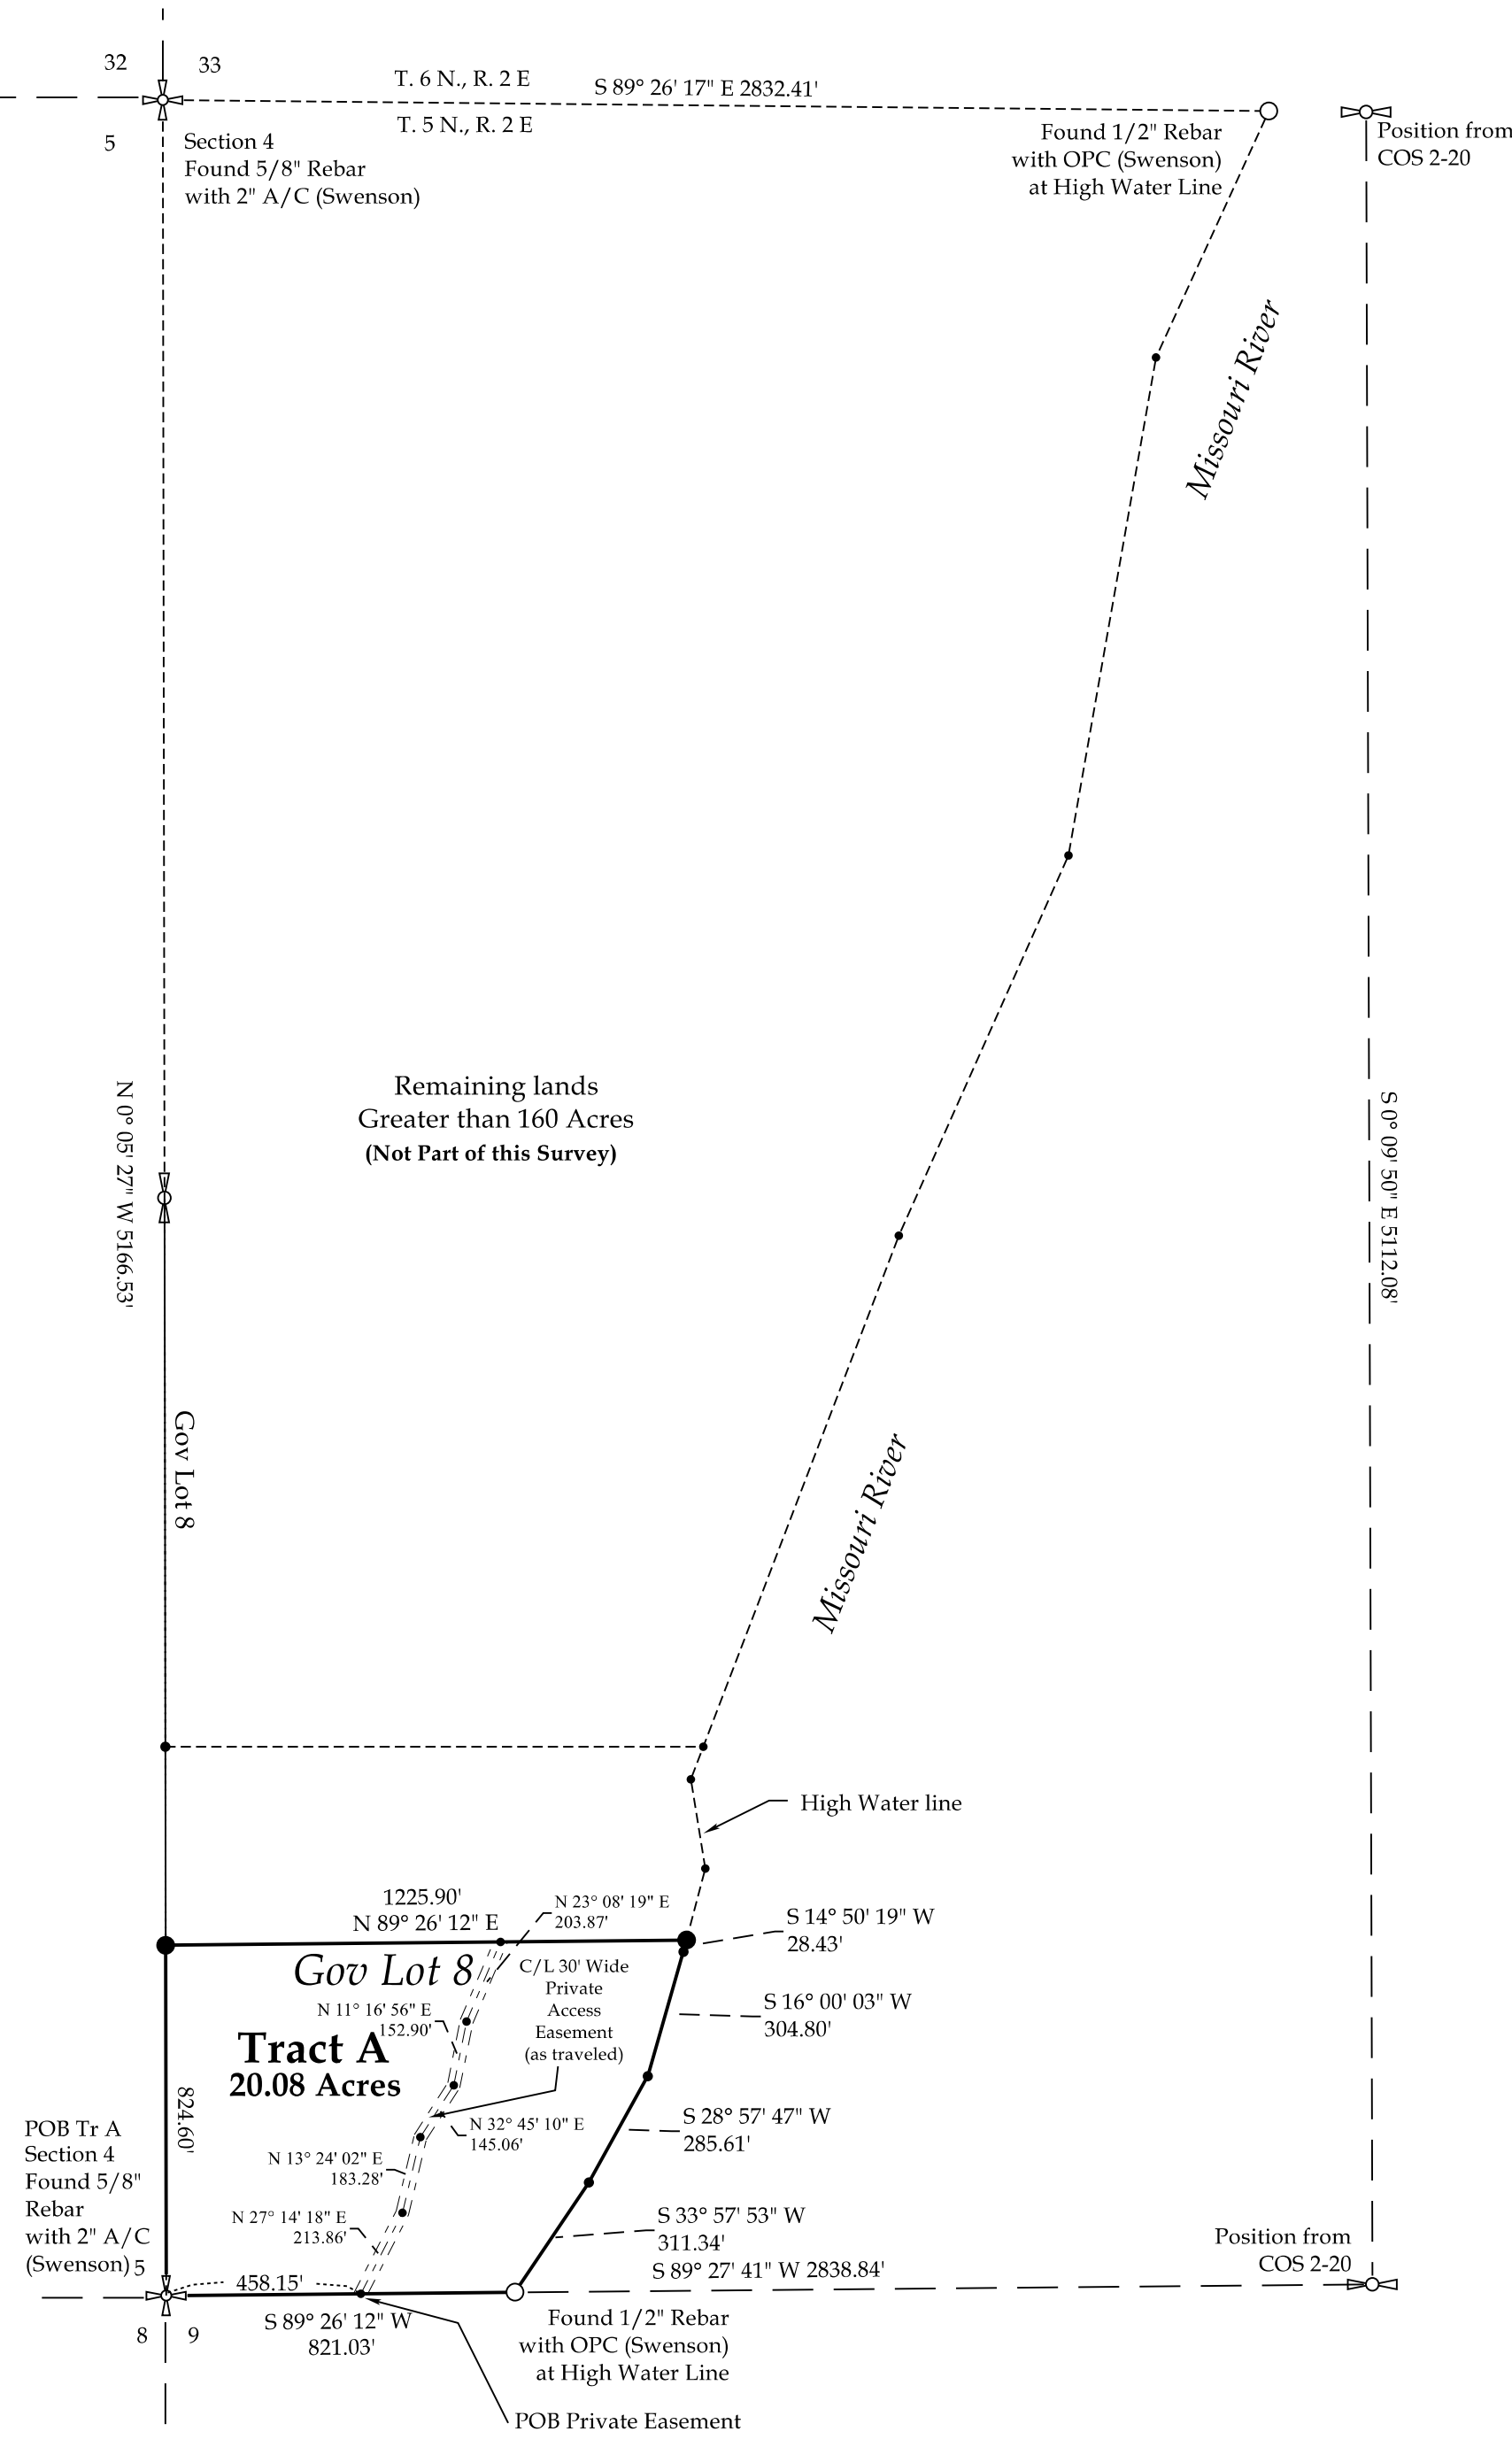 32
33
T. 6 N., R. 2 E
S 89° 26' 17" E 2832.41'
T. 5 N., R. 2 E
5
Section 4
Found 5/8" Rebar
with 2" A/C (Swenson)
Found 1/2" Rebar
with OPC (Swenson)
at High Water Line
Position from
COS 2-20
Missouri River
Remaining lands
Greater than 160 Acres
(Not Part of this Survey)
N 0° 05' 27" W 5166.53'
S 0° 09' 50" E 5112.08'
Gov Lot 8
Missouri River
High Water line
1225.90'
N 89° 26' 12" E
N 23° 08' 19" E
203.87'
S 14° 50' 19" W
28.43'
Gov Lot 8
C/L 30' Wide
Private
Access
Easement
(as traveled)
N 11° 16' 56" E
152.90'
S 16° 00' 03" W
304.80'
Tract A
20.08 Acres
824.60'
POB Tr A
Section 4
Found 5/8"
Rebar
with 2" A/C
(Swenson)
5
N 32° 45' 10" E
145.06'
S 28° 57' 47" W
285.61'
N 13° 24' 02" E
183.28'
N 27° 14' 18" E
213.86'
S 33° 57' 53" W
311.34'
S 89° 27' 41" W 2838.84'
Position from
COS 2-20
458.15'
S 89° 26' 12" W
821.03'
8
9
Found 1/2" Rebar
with OPC (Swenson)
at High Water Line
POB Private Easement